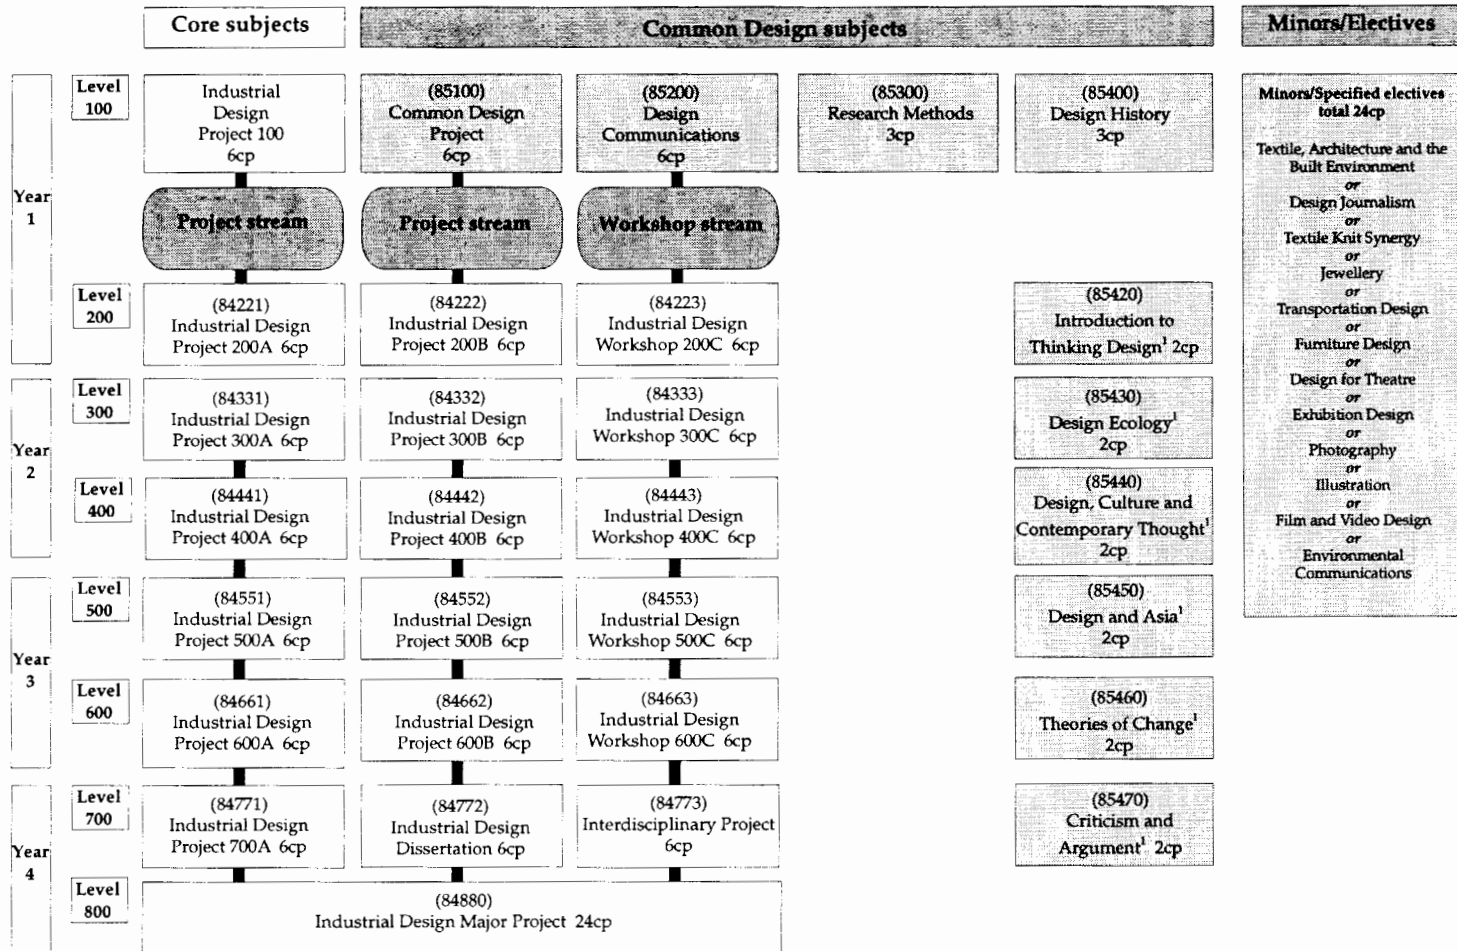 Core subjects
Common Design subjects
Minors/Electives
Year
1
Level
100
Industrial
Design
Project 100
6cp
(85100)
Common Design
Project
6cp
(85200)
Design
Communications
6cp
(85300)
Research Methods
3cp
(85400)
Design History
3cp
Project stream
Project stream
Workshop stream
Level
200
(84221)
Industrial Design
Project 200A 6cp
(84222)
Industrial Design
Project 200B 6cp
(84223)
Industrial Design
Workshop 200C 6cp
(85420)
Introduction to
Thinking Design¹ 2cp
Year
2
Level
300
(84331)
Industrial Design
Project 300A 6cp
(84332)
Industrial Design
Project 300B 6cp
(84333)
Industrial Design
Workshop 300C 6cp
(85430)
Design Ecology¹
2cp
Level
400
(84441)
Industrial Design
Project 400A 6cp
(84442)
Industrial Design
Project 400B 6cp
(84443)
Industrial Design
Workshop 400C 6cp
(85440)
Design, Culture and
Contemporary Thought¹
2cp
Year
3
Level
500
(84551)
Industrial Design
Project 500A 6cp
(84552)
Industrial Design
Project 500B 6cp
(84553)
Industrial Design
Workshop 500C 6cp
(85450)
Design and Asia¹
2cp
Level
600
(84661)
Industrial Design
Project 600A 6cp
(84662)
Industrial Design
Project 600B 6cp
(84663)
Industrial Design
Workshop 600C 6cp
(85460)
Theories of Change¹
2cp
Year
4
Level
700
(84771)
Industrial Design
Project 700A 6cp
(84772)
Industrial Design
Dissertation 6cp
(84773)
Interdisciplinary Project
6cp
(85470)
Criticism and
Argument¹ 2cp
Level
800
(84880)
Industrial Design Major Project 24cp
Minors/Specified electives
total 24cp
Textile, Architecture and the
Built Environment
or
Design Journalism
or
Textile Knit Synergy
or
Jewellery
or
Transportation Design
or
Furniture Design
or
Design for Theatre
or
Exhibition Design
or
Photography
or
Illustration
or
Film and Video Design
or
Environmental
Communications